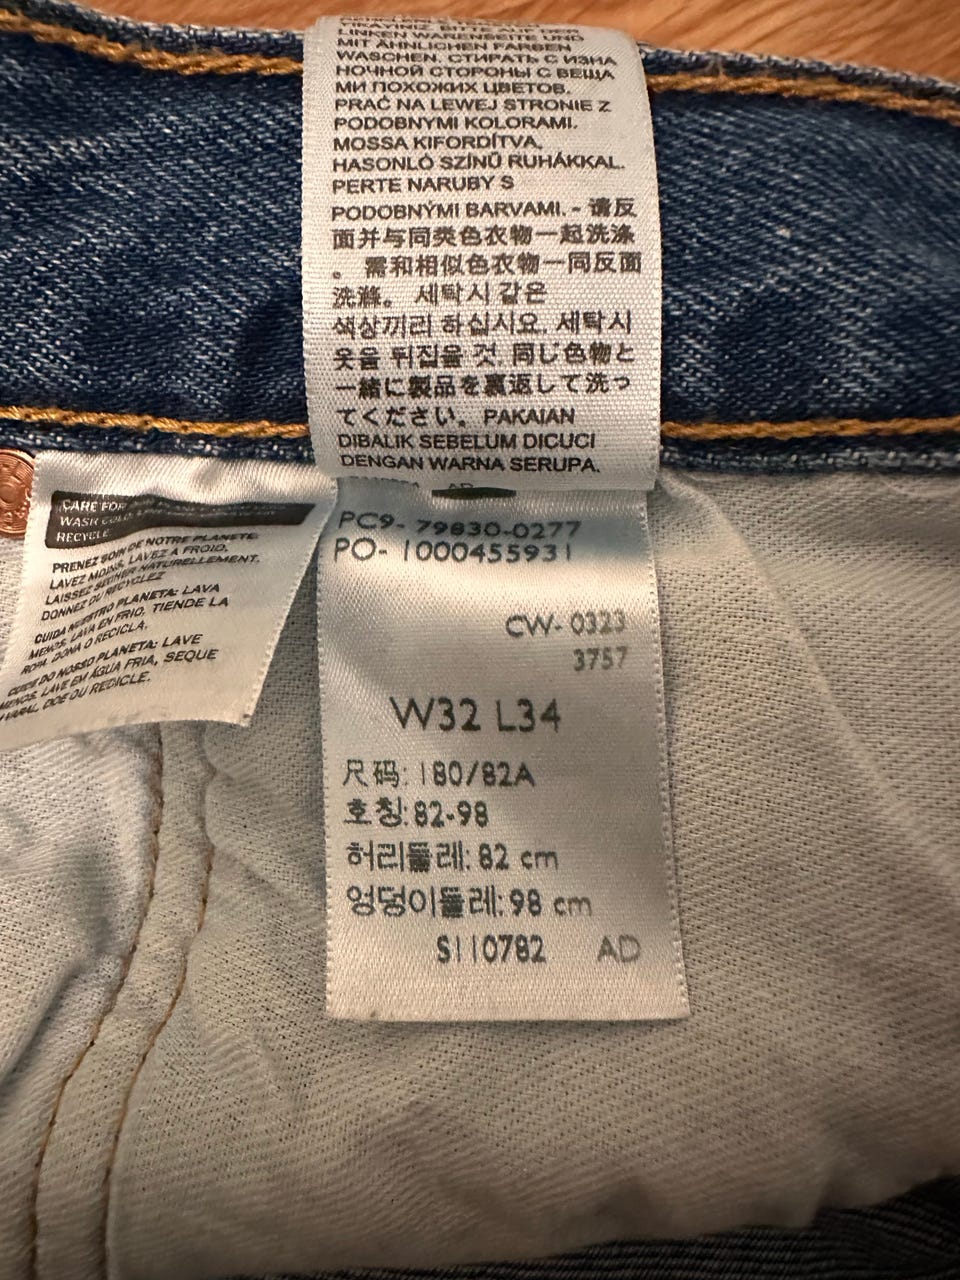 TIRAYINIZ. BITTE AUF DER
LINKEN WARENSEITE UND
MIT ÄHNLICHEN FARBEN
WASCHEN. СТИРАТЬ С ИЗНА
НОЧНОЙ СТОРОНЫ С ВЕЩА
МИ ПОХОЖИХ ЦВЕТОВ.
PRAĆ NA LEWEJ STRONIE Z
PODOBNYMI KOLORAMI.
MOSSA KIFORDÍTVA,
HASONLÓ SZÍNŰ RUHÁKKAL.
PERTE NARUBY S
PODOBNÝMI BARVAMI. - 请反
面并与同类色衣物一起洗涤
。 需和相似色衣物一同反面
洗滌。 세탁시 같은
색상끼리 하십시요. 세탁시
옷을 뒤집을 것. 同じ色物と
一緒に製品を裏返して洗っ
てください。 PAKAIAN
DIBALIK SEBELUM DICUCI
DENGAN WARNA SERUPA.
CARE FOR
WASH COLD,
RECYCLE
PRENEZ SOIN DE NOTRE PLANÈTE:
LAVEZ MOINS, LAVEZ À FROID,
LAISSEZ SÉCHER NATURELLEMENT,
DONNEZ OU RECYCLEZ
CUIDA NUESTRO PLANETA: LAVA
MENOS, LAVA EN FRIO, TIENDE LA
ROPA, DONA O RECICLA.
CUIDE DO NOSSO PLANETA: LAVE
MENOS, LAVE EM ÁGUA FRIA, SEQUE
VARAL, DOE OU RECICLE.
PC9- 79830-0277
PO- 1000455931
CW- 0323
3757
W32 L34
尺码: 180/82A
호칭: 82-98
허리둘레: 82 cm
엉덩이둘레: 98 cm
S110782 AD